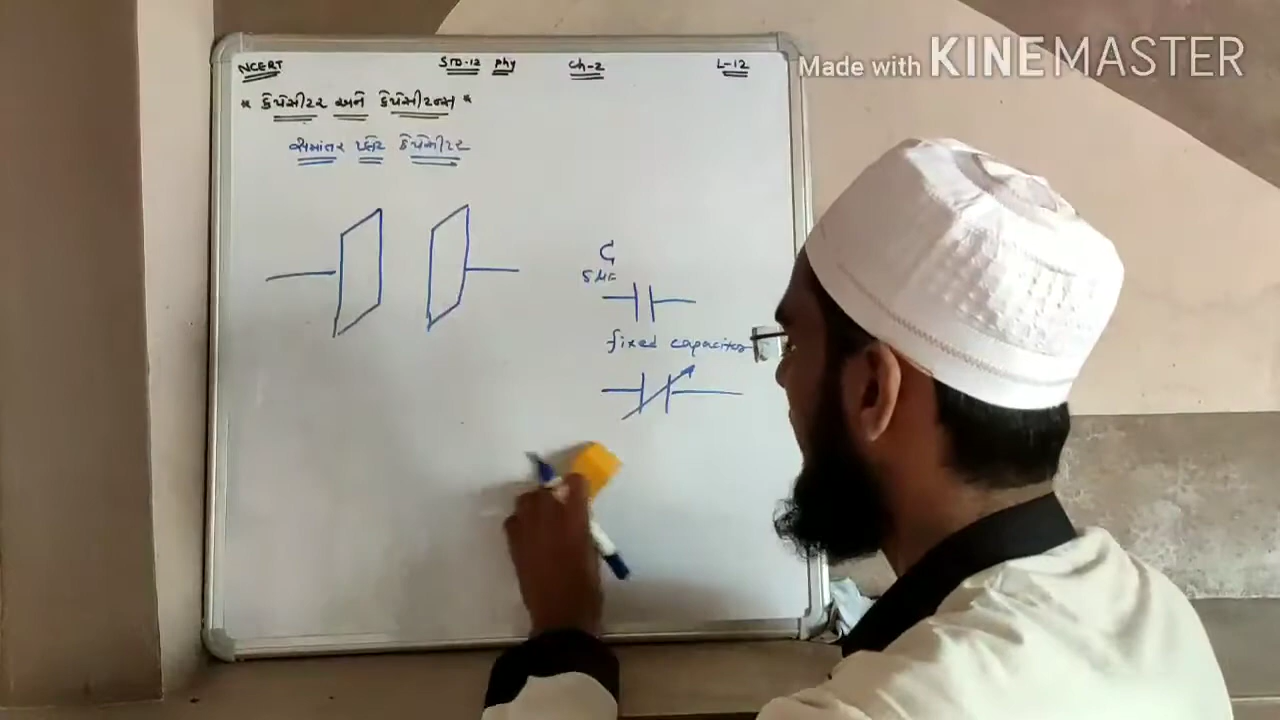 NCERT STD-12 Phy Ch-2 L-12
Made with KINEMASTER
* કેપેસીટર અને કેપેસીટન્સ *
સમાંતર પ્લેટ કેપેસીટર
C
5 μF
fixed capacitor